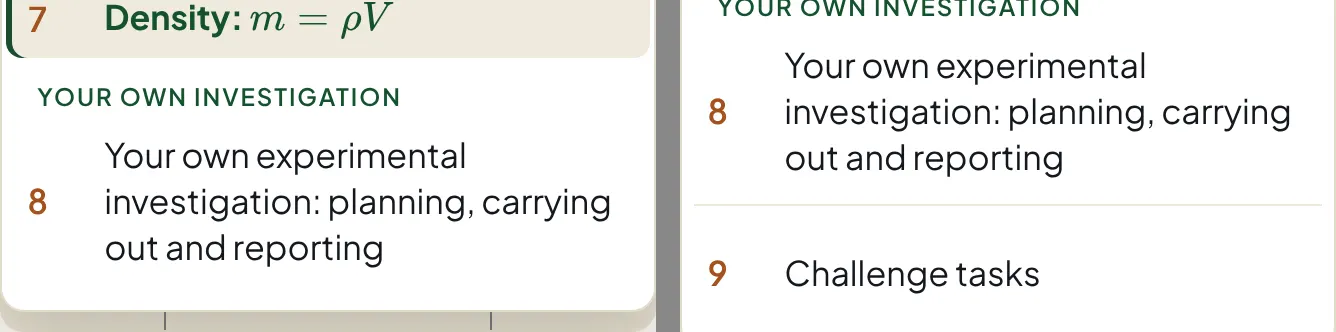 7 Density: m = ρV
YOUR OWN INVESTIGATION
8 Your own experimental
investigation: planning, carrying
out and reporting
YOUR OWN INVESTIGATION
8 Your own experimental
investigation: planning, carrying
out and reporting
9 Challenge tasks